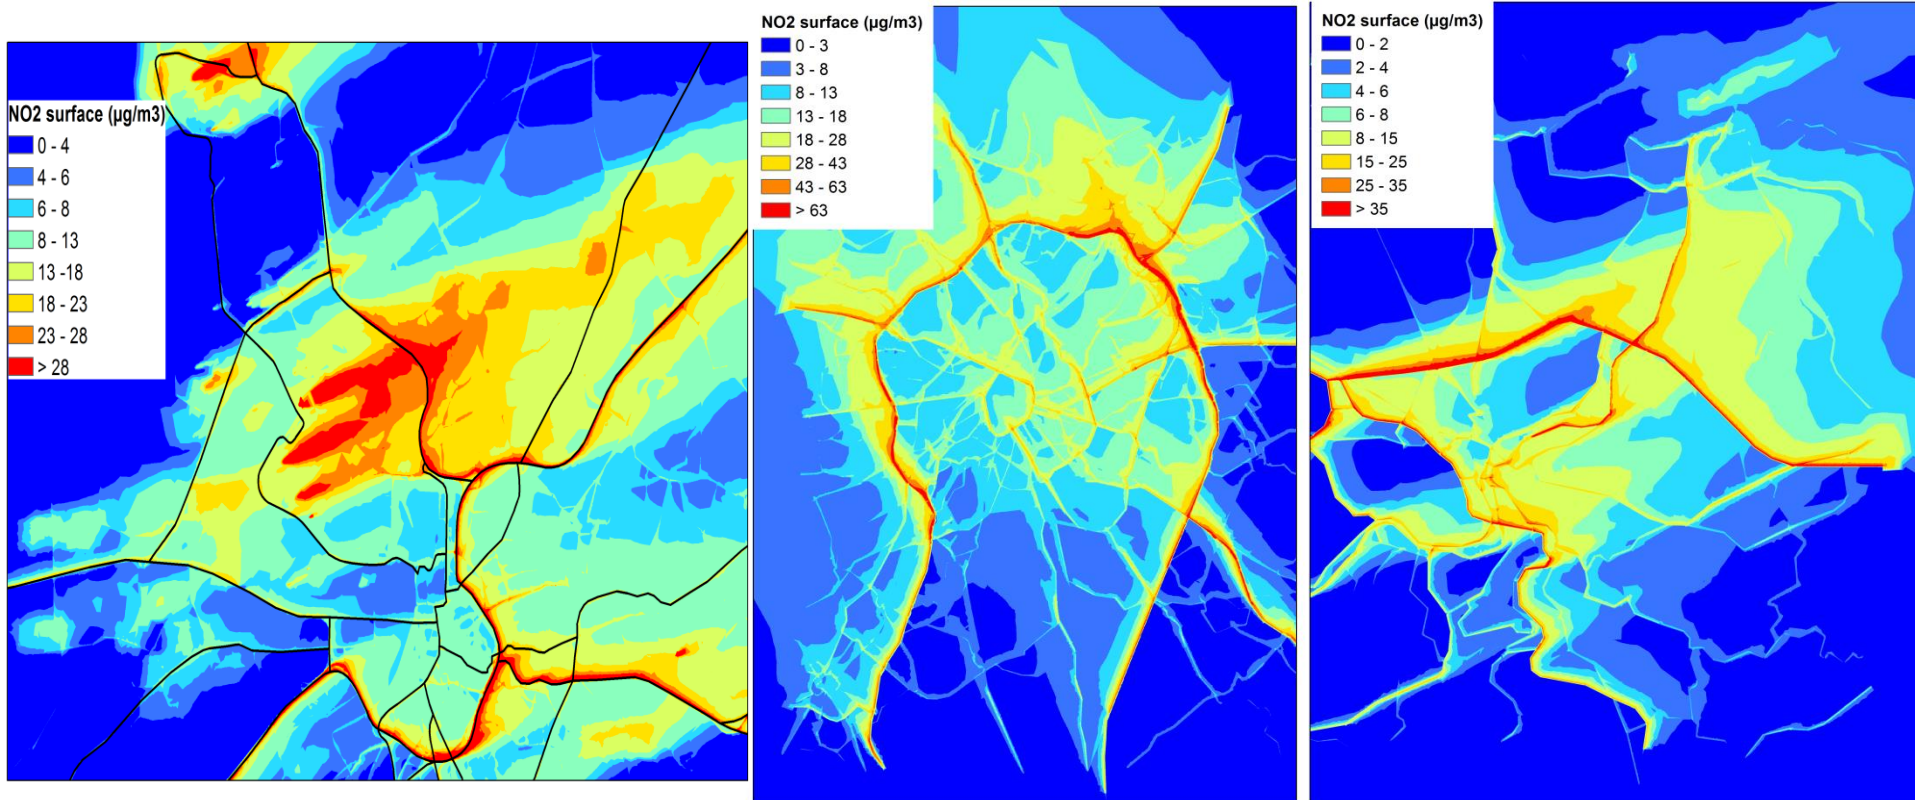 NO2 surface (µg/m3)
0 - 4
4 - 6
6 - 8
8 - 13
13 -18
18 - 23
23 - 28
> 28
NO2 surface (µg/m3)
0 - 3
3 - 8
8 - 13
13 - 18
18 - 28
28 - 43
43 - 63
> 63
NO2 surface (µg/m3)
0 - 2
2 - 4
4 - 6
6 - 8
8 - 15
15 - 25
25 - 35
> 35